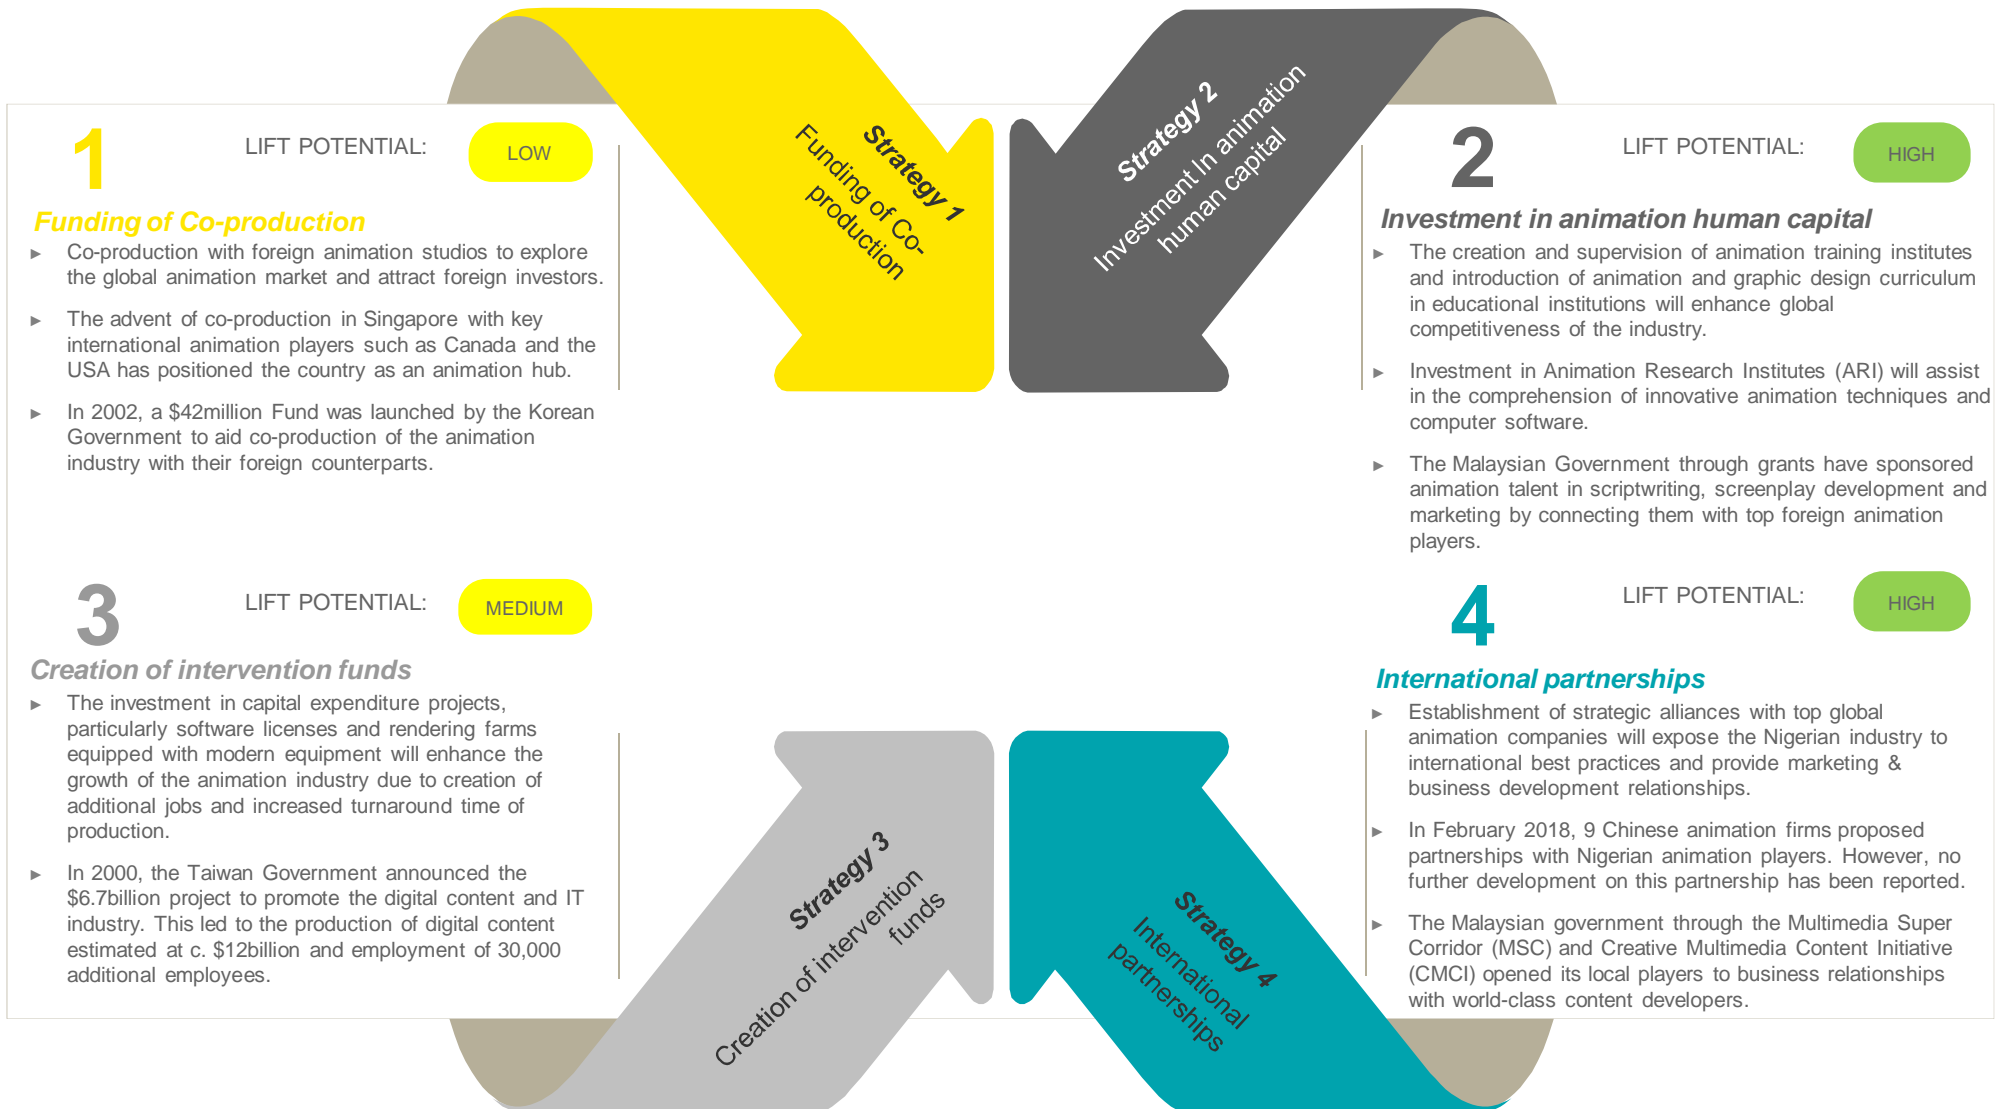 1
LIFT POTENTIAL:
LOW
Funding of Co-production
► Co-production with foreign animation studios to explore
the global animation market and attract foreign investors.
► The advent of co-production in Singapore with key
international animation players such as Canada and the
USA has positioned the country as an animation hub.
► In 2002, a $42million Fund was launched by the Korean
Government to aid co-production of the animation
industry with their foreign counterparts.
Strategy 1
Funding of Co-
production
Strategy 2
Investment In animation
human capital
2
LIFT POTENTIAL:
HIGH
Investment in animation human capital
► The creation and supervision of animation training institutes
and introduction of animation and graphic design curriculum
in educational institutions will enhance global
competitiveness of the industry.
► Investment in Animation Research Institutes (ARI) will assist
in the comprehension of innovative animation techniques and
computer software.
► The Malaysian Government through grants have sponsored
animation talent in scriptwriting, screenplay development and
marketing by connecting them with top foreign animation
players.
3
LIFT POTENTIAL:
MEDIUM
Creation of intervention funds
► The investment in capital expenditure projects,
particularly software licenses and rendering farms
equipped with modern equipment will enhance the
growth of the animation industry due to creation of
additional jobs and increased turnaround time of
production.
► In 2000, the Taiwan Government announced the
$6.7billion project to promote the digital content and IT
industry. This led to the production of digital content
estimated at c. $12billion and employment of 30,000
additional employees.
Strategy 3
Creation of intervention
funds
Strategy 4
International
partnerships
4
LIFT POTENTIAL:
HIGH
International partnerships
► Establishment of strategic alliances with top global
animation companies will expose the Nigerian industry to
international best practices and provide marketing &
business development relationships.
► In February 2018, 9 Chinese animation firms proposed
partnerships with Nigerian animation players. However, no
further development on this partnership has been reported.
► The Malaysian government through the Multimedia Super
Corridor (MSC) and Creative Multimedia Content Initiative
(CMCI) opened its local players to business relationships
with world-class content developers.